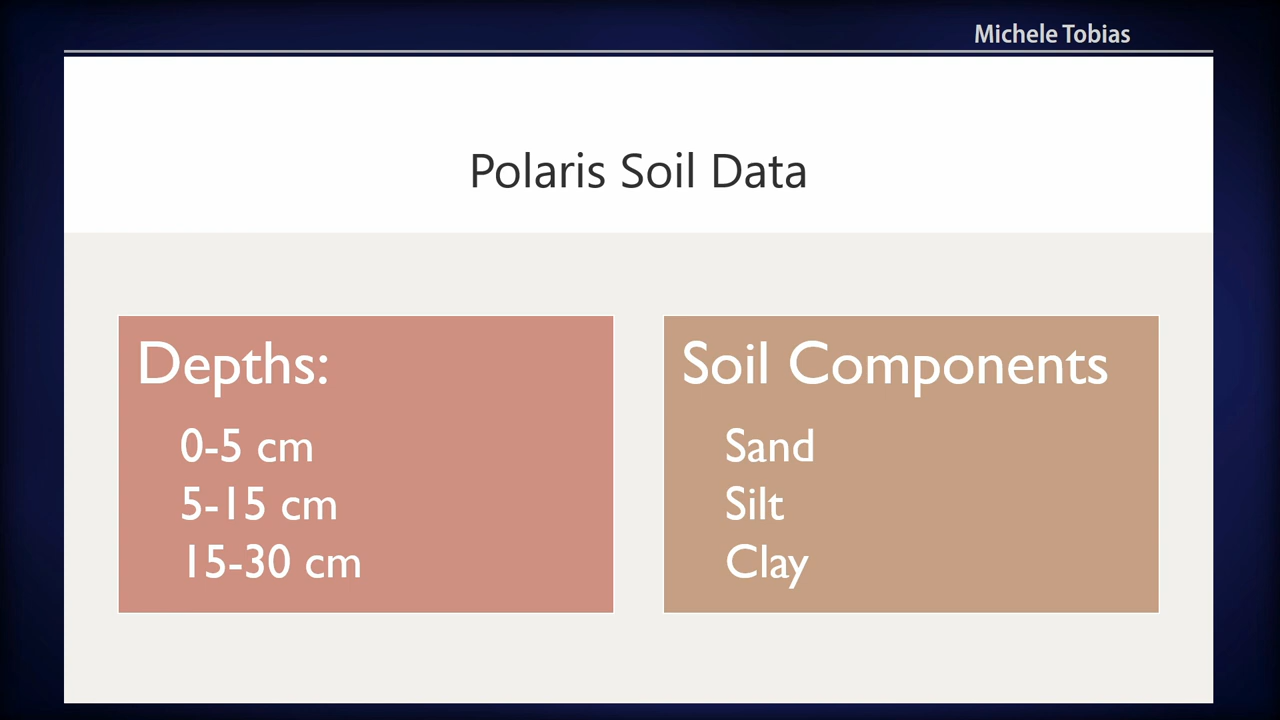 Michele Tobias
Polaris Soil Data
Depths:
0-5 cm
5-15 cm
15-30 cm
Soil Components
Sand
Silt
Clay